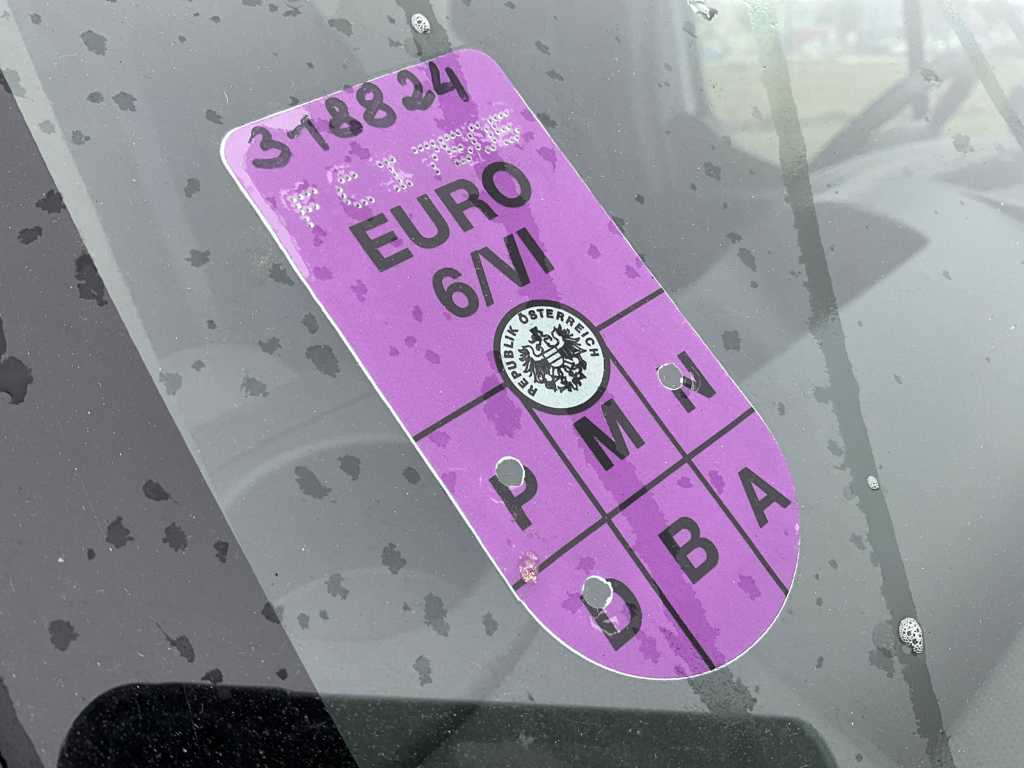 318824
EURO
6/VI
REPUBLIK ÖSTERREICH
P M N
D B A